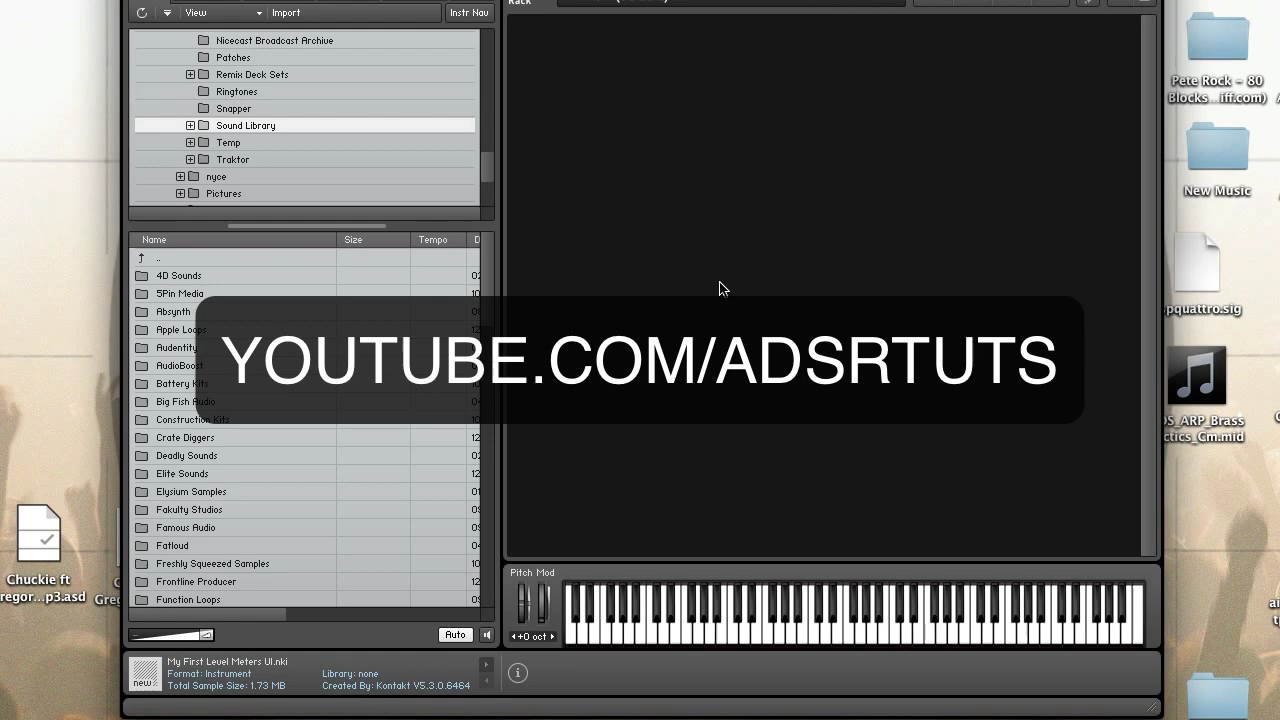 Rack
View
Import
Instr Nav
Nicecast Broadcast Archive
Patches
Remix Deck Sets
Ringtones
Snapper
Sound Library
Temp
Traktor
nyce
Pictures
Name Size Tempo D
..
4D Sounds
5Pin Media
Absynth
Apple Loops
Audentity
AudioBoost
Battery Kits
Big Fish Audio
Construction Kits
Crate Diggers
Deadly Sounds
Elite Sounds
Elysium Samples
Fakulty Studios
Famous Audio
Fatloud
Freshly Squeezed Samples
Frontline Producer
Function Loops
YOUTUBE.COM/ADSRTUTS
Auto
Pitch Mod
+0 oct
new
My First Level Meters UI.nki
Format: Instrument Library: none
Total Sample Size: 1.73 MB Created By: Kontakt V5.3.0.6464
Chuckie ft
regor...p3.asd
Greg
Pete Rock - 80
Blocks...iff.com)
New Music
pquattro.sig
OS_ARP_Brass
ctics_Cm.mid